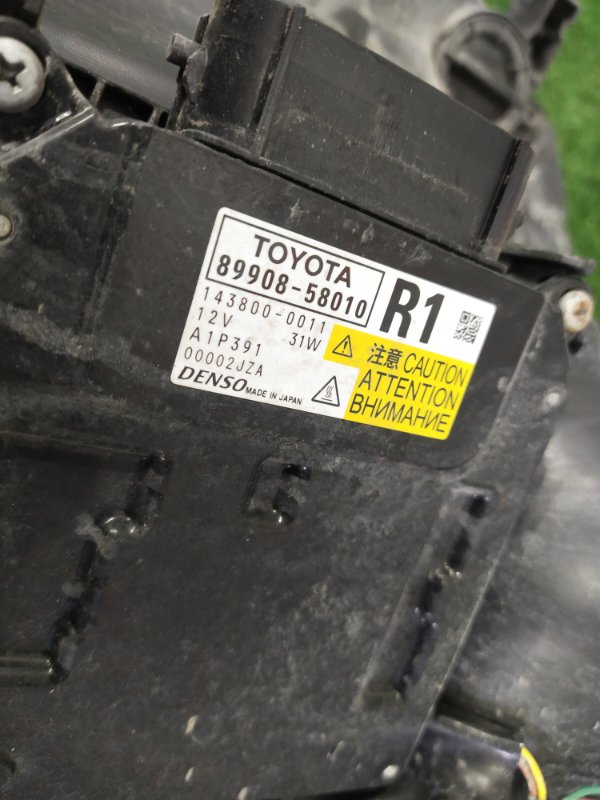 TOYOTA
89908-58010
R1
143800-0011
12V 31W
A1P391
00002JZA
DENSO MADE IN JAPAN
注意 CAUTION
ATTENTION
ВНИМАНИЕ